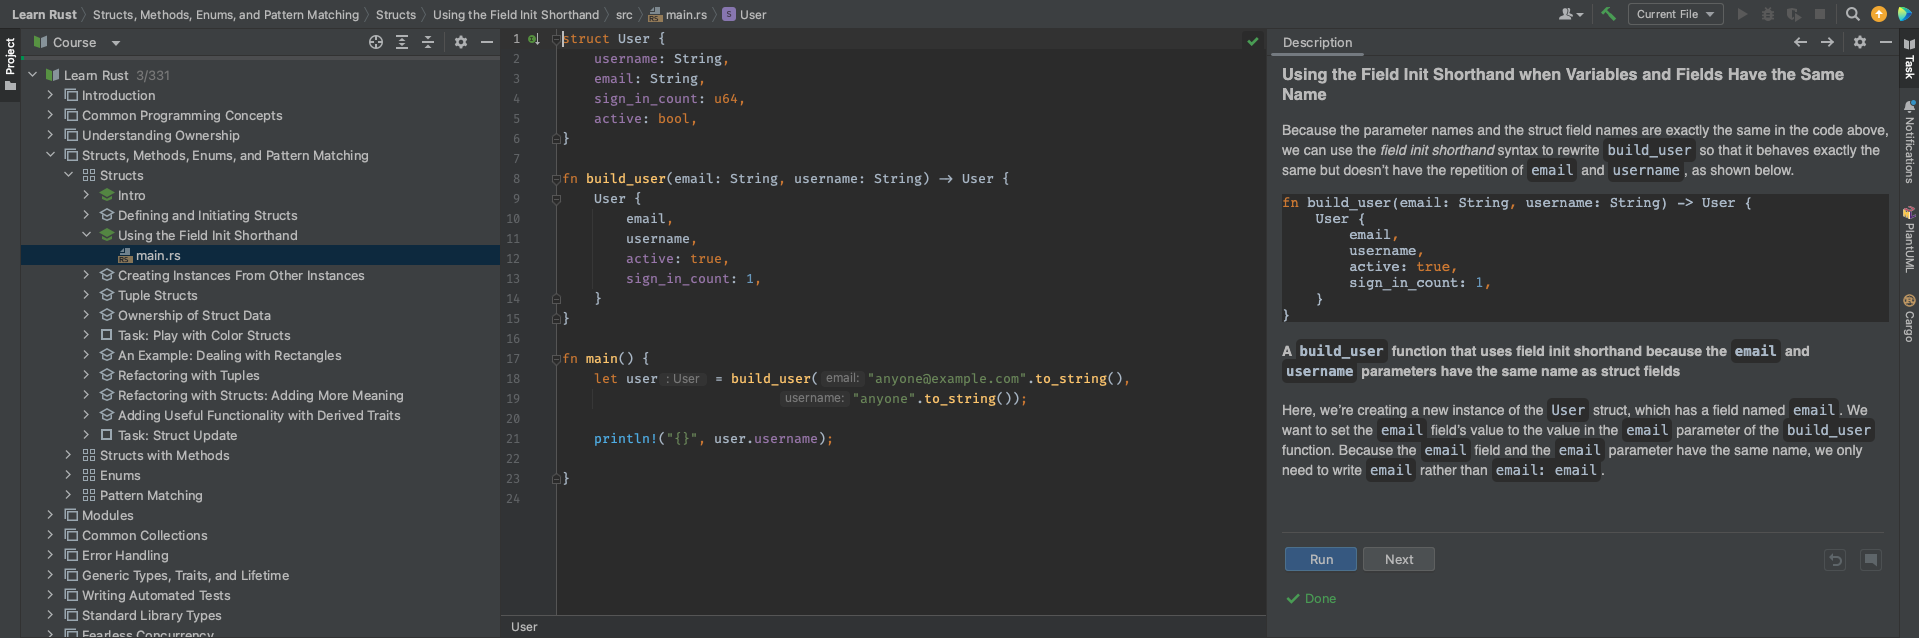 Learn Rust Structs, Methods, Enums, and Pattern Matching Structs Using the Field Init Shorthand src main.rs S User
Current File
Project
Course
Learn Rust 3/331
Introduction
Common Programming Concepts
Understanding Ownership
Structs, Methods, Enums, and Pattern Matching
Structs
Intro
Defining and Initiating Structs
Using the Field Init Shorthand
main.rs
Creating Instances From Other Instances
Tuple Structs
Ownership of Struct Data
Task: Play with Color Structs
An Example: Dealing with Rectangles
Refactoring with Tuples
Refactoring with Structs: Adding More Meaning
Adding Useful Functionality with Derived Traits
Task: Struct Update
Structs with Methods
Enums
Pattern Matching
Modules
Common Collections
Error Handling
Generic Types, Traits, and Lifetime
Writing Automated Tests
Standard Library Types
Fearless Concurrency
1 struct User {
2 username: String,
3 email: String,
4 sign_in_count: u64,
5 active: bool,
6 }
7
8 fn build_user(email: String, username: String) -> User {
9 User {
10 email,
11 username,
12 active: true,
13 sign_in_count: 1,
14 }
15 }
16
17 fn main() {
18 let user : User = build_user( email: "anyone@example.com".to_string(),
19 username: "anyone".to_string());
20
21 println!("{}", user.username);
22
23 }
24
User
Description
Using the Field Init Shorthand when Variables and Fields Have the Same
Name
Because the parameter names and the struct field names are exactly the same in the code above,
we can use the field init shorthand syntax to rewrite build_user so that it behaves exactly the
same but doesn’t have the repetition of email and username, as shown below.
fn build_user(email: String, username: String) -> User {
User {
email,
username,
active: true,
sign_in_count: 1,
}
}
A build_user function that uses field init shorthand because the email and
username parameters have the same name as struct fields
Here, we’re creating a new instance of the User struct, which has a field named email. We
want to set the email field’s value to the value in the email parameter of the build_user
function. Because the email field and the email parameter have the same name, we only
need to write email rather than email: email.
Run Next
Done
Task
Notifications
PlantUML
Cargo